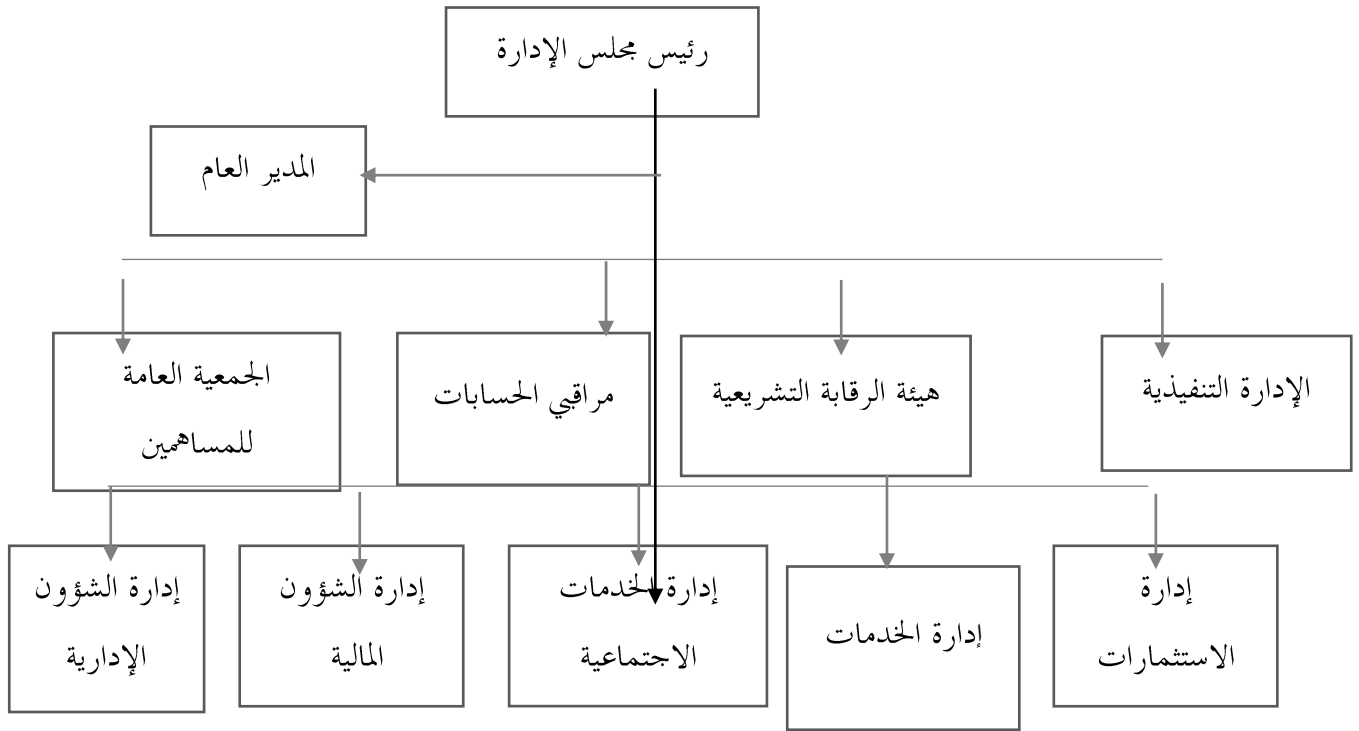 رئيس مجلس الإدارة
المدير العام
الإدارة التنفيذية
هيئة الرقابة التشريعية
مراقبي الحسابات
الجمعية العامة
للمساهمين
إدارة
الاستثمارات
إدارة الخدمات
إدارة الخدمات
الاجتماعية
إدارة الشؤون
المالية
إدارة الشؤون
الإدارية